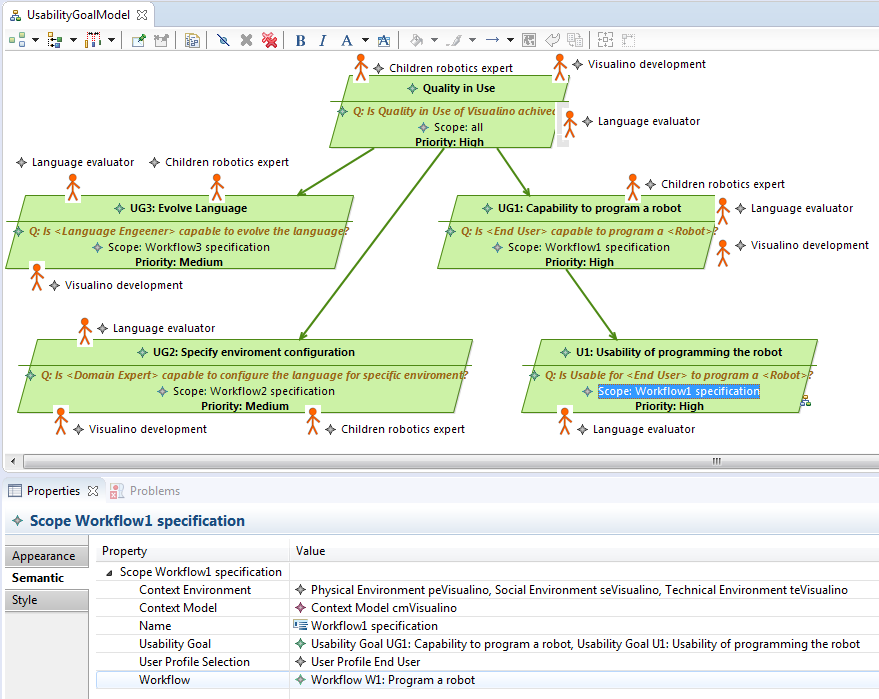 UsabilityGoalModel
B I A A
Children robotics expert
Visualino development
Quality in Use
Q: Is Quality in Use of Visualino achived
Scope: all
Priority: High
Language evaluator
Language evaluator
Children robotics expert
UG3: Evolve Language
Q: Is <Language Engeener> capable to evolve the language?
Scope: Workflow3 specification
Priority: Medium
Visualino development
Children robotics expert
UG1: Capability to program a robot
Language evaluator
Q: Is <End User> capable to program a <Robot>?
Scope: Workflow1 specification
Visualino development
Priority: High
Language evaluator
UG2: Specify enviroment configuration
Q: Is <Domain Expert> capable to configure the language for specific enviroment?
Scope: Workflow2 specification
Priority: Medium
Visualino development
Children robotics expert
U1: Usability of programming the robot
Q: Is Usable for <End User> to program a <Robot>?
Scope: Workflow1 specification
Priority: High
Language evaluator
Properties
Problems
Scope Workflow1 specification
Appearance
Semantic
Style
Property Value
Scope Workflow1 specification
Context Environment Physical Environment peVisualino, Social Environment seVisualino, Technical Environment teVisualino
Context Model Context Model cmVisualino
Name Workflow1 specification
Usability Goal Usability Goal UG1: Capability to program a robot, Usability Goal U1: Usability of programming the robot
User Profile Selection User Profile End User
Workflow Workflow W1: Program a robot